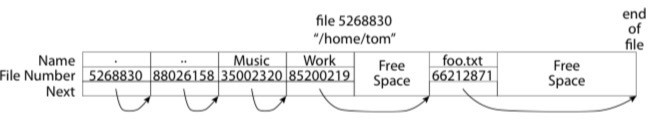 file 5268830
"/home/tom"
end
of
file
Name . .. Music Work Free Space foo.txt Free Space
File Number 5268830 88026158 35002320 85200219 66212871
Next